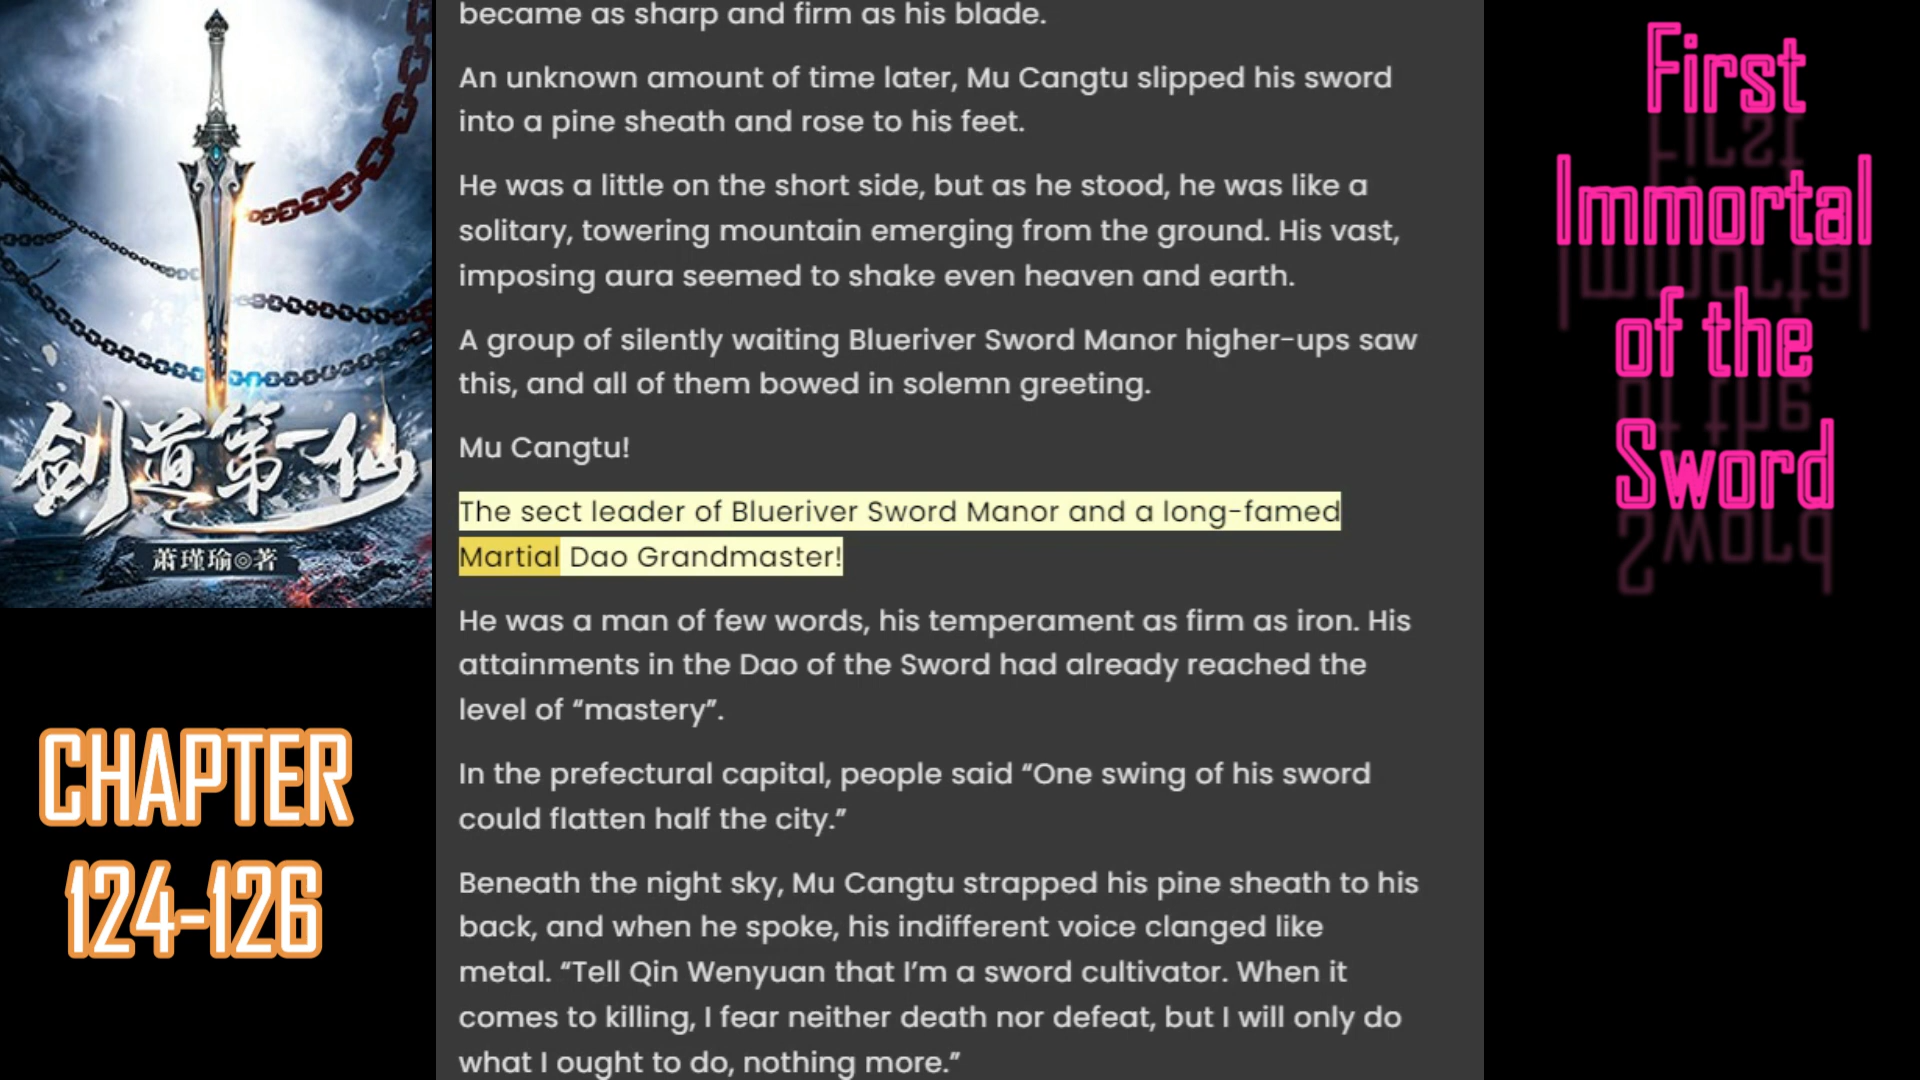 剑道第一仙
萧瑾瑜◎著
CHAPTER
124-126
became as sharp and firm as his blade.
An unknown amount of time later, Mu Cangtu slipped his sword
into a pine sheath and rose to his feet.
He was a little on the short side, but as he stood, he was like a
solitary, towering mountain emerging from the ground. His vast,
imposing aura seemed to shake even heaven and earth.
A group of silently waiting Blueriver Sword Manor higher-ups saw
this, and all of them bowed in solemn greeting.
Mu Cangtu!
The sect leader of Blueriver Sword Manor and a long-famed
Martial Dao Grandmaster!
He was a man of few words, his temperament as firm as iron. His
attainments in the Dao of the Sword had already reached the
level of “mastery”.
In the prefectural capital, people said “One swing of his sword
could flatten half the city.”
Beneath the night sky, Mu Cangtu strapped his pine sheath to his
back, and when he spoke, his indifferent voice clanged like
metal. “Tell Qin Wenyuan that I’m a sword cultivator. When it
comes to killing, I fear neither death nor defeat, but I will only do
what I ought to do, nothing more.”
First
Immortal
of the
Sword